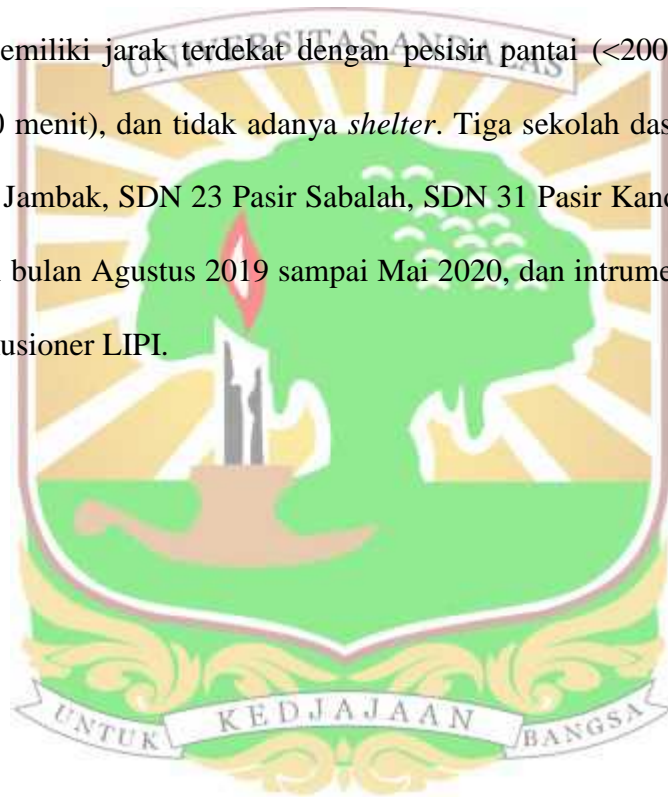 emiliki jarak terdekat dengan pesisir pantai (<200
UNIVERSITAS ANDALAS
0 menit), dan tidak adanya shelter. Tiga sekolah das
Jambak, SDN 23 Pasir Sabalah, SDN 31 Pasir Kand
bulan Agustus 2019 sampai Mai 2020, dan intrume
usioner LIPI.
UNTUK KEDJAJAAN BANGSA